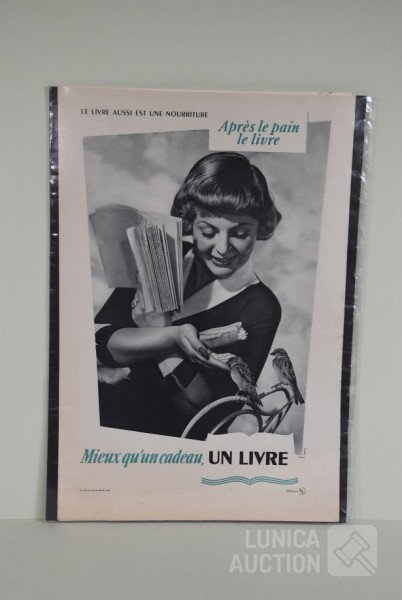 LE LIVRE AUSSI EST UNE NOURRITURE
Après le pain
le livre
Mieux qu'un cadeau, UN LIVRE
LUNICA
AUCTION